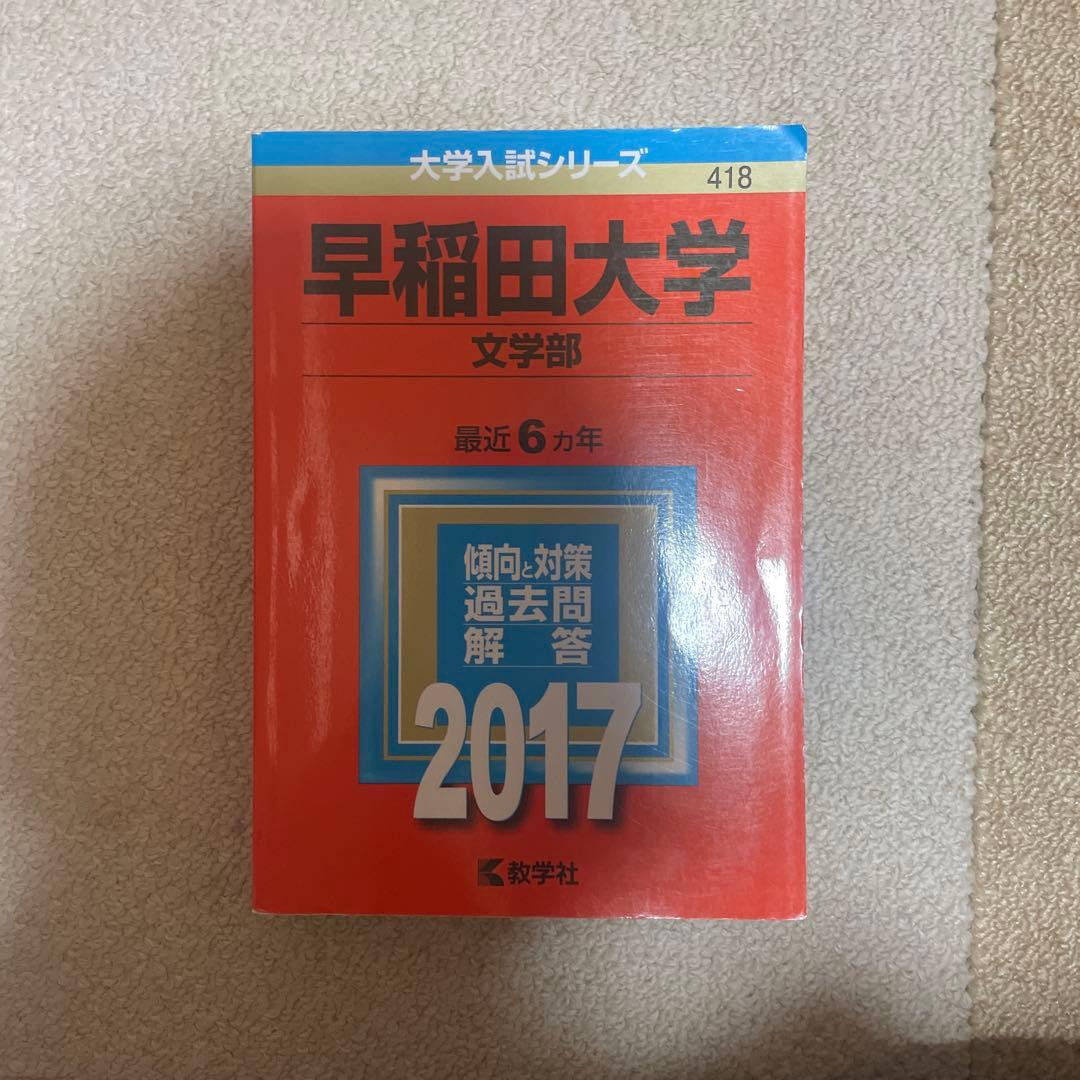 大学入試シリーズ
418
早稲田大学
文学部
最近6カ年
傾向と対策
過去問
解答
2017
教学社